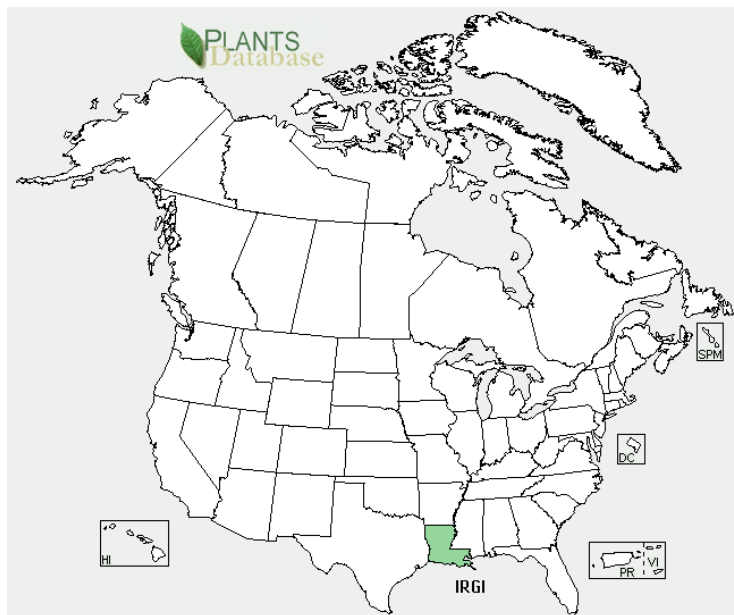 PLANTS
Database
SPM
DC
HI
PR
VI
IRGI